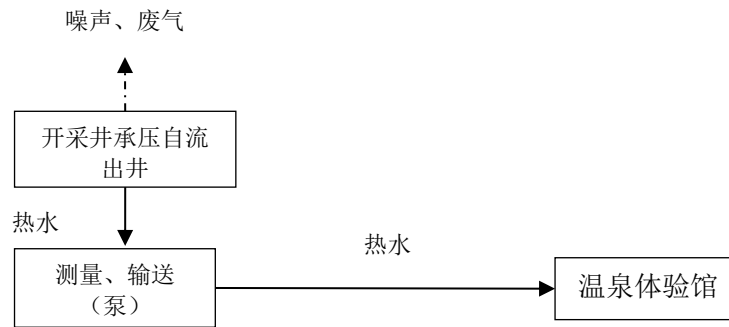 噪声、废气
开采井承压自流
出井
热水
热水
测量、输送
（泵）
温泉体验馆